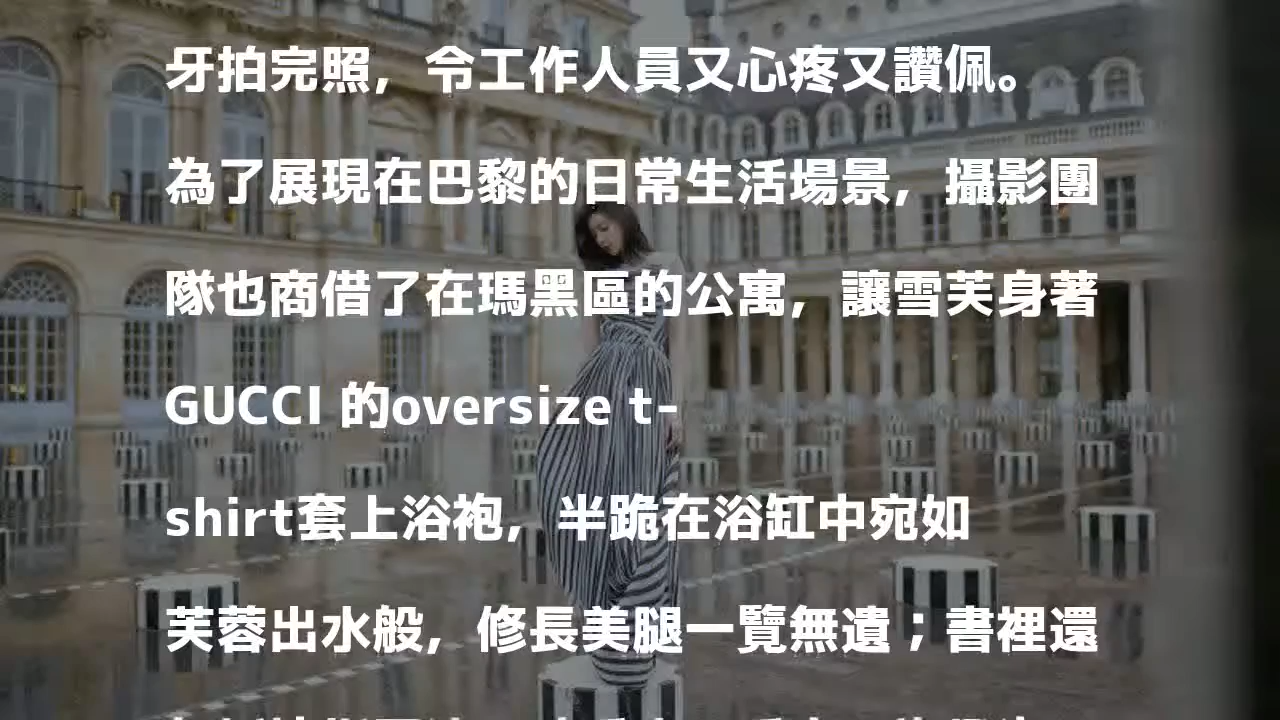 牙拍完照，令工作人員又心疼又讚佩。
為了展現在巴黎的日常生活場景，攝影團
隊也商借了在瑪黑區的公寓，讓雪芙身著
GUCCI 的oversize t-
shirt套上浴袍，半跪在浴缸中宛如
芙蓉出水般，修長美腿一覽無遺；書裡還